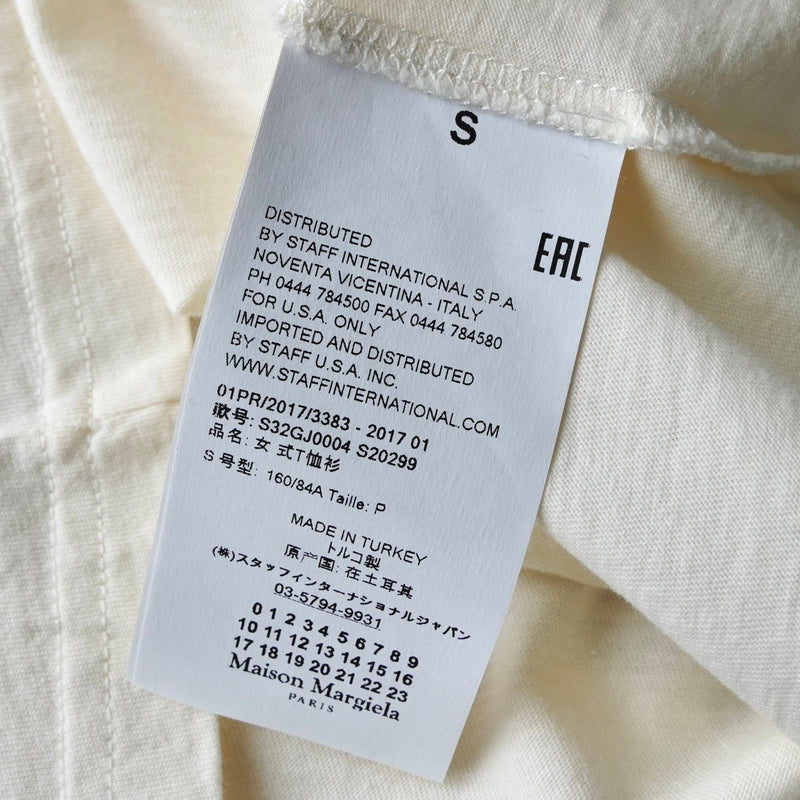 S
EAC
DISTRIBUTED
BY STAFF INTERNATIONAL S.P.A.
NOVENTA VICENTINA - ITALY
PH 0444 784500 FAX 0444 784580
FOR U.S.A. ONLY
IMPORTED AND DISTRIBUTED
BY STAFF U.S.A. INC.
WWW.STAFFINTERNATIONAL.COM
01PR/2017/3383 - 2017 01
款号: S32GJ0004 S20299
品名: 女 式T恤衫
S 号型: 160/84A Taille: P
MADE IN TURKEY
トルコ製
原产国: 在土耳其
(株)スタッフインターナショナルジャパン
03-5794-9931
0 1 2 3 4 5 6 7 8 9
10 11 12 13 14 15 16
17 18 19 20 21 22 23
Maison Margiela
PARIS